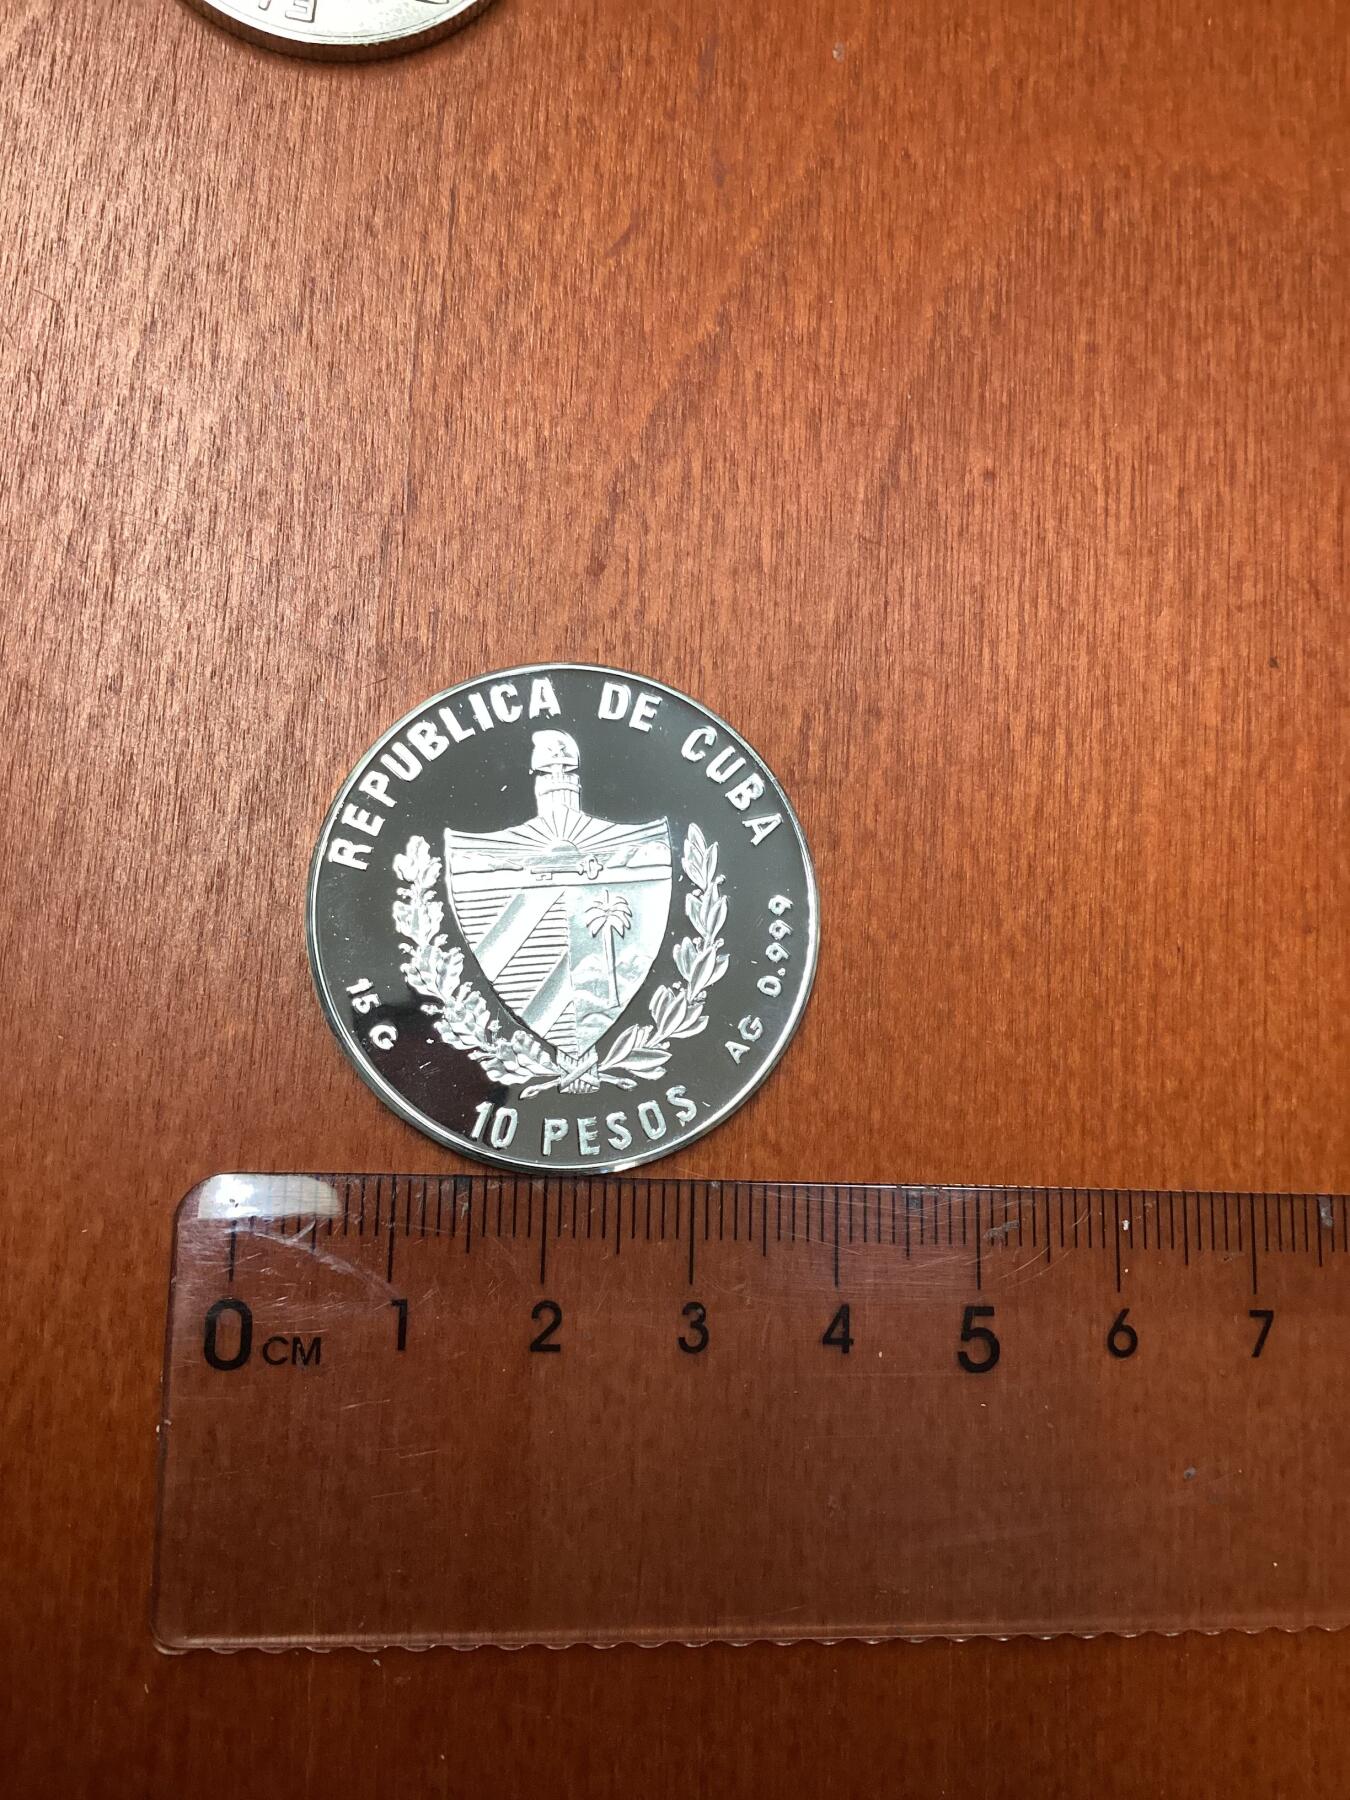 REPUBLICA DE CUBA
15 G
AG 0.999
10 PESOS
0 CM 1 2 3 4 5 6 7